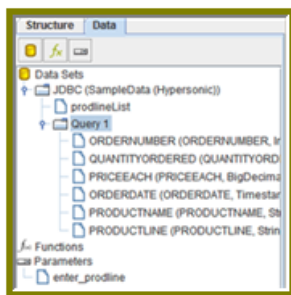 Structure Data
Data Sets
JDBC (SampleData (Hypersonic))
prodlineList
Query 1
ORDERNUMBER (ORDERNUMBER, In
QUANTITYORDERED (QUANTITYORD
PRICEEACH (PRICEEACH, BigDecima
ORDERDATE (ORDERDATE, Timestar
PRODUCTNAME (PRODUCTNAME, Str
PRODUCTLINE (PRODUCTLINE, Strin
Functions
Parameters
enter_prodline